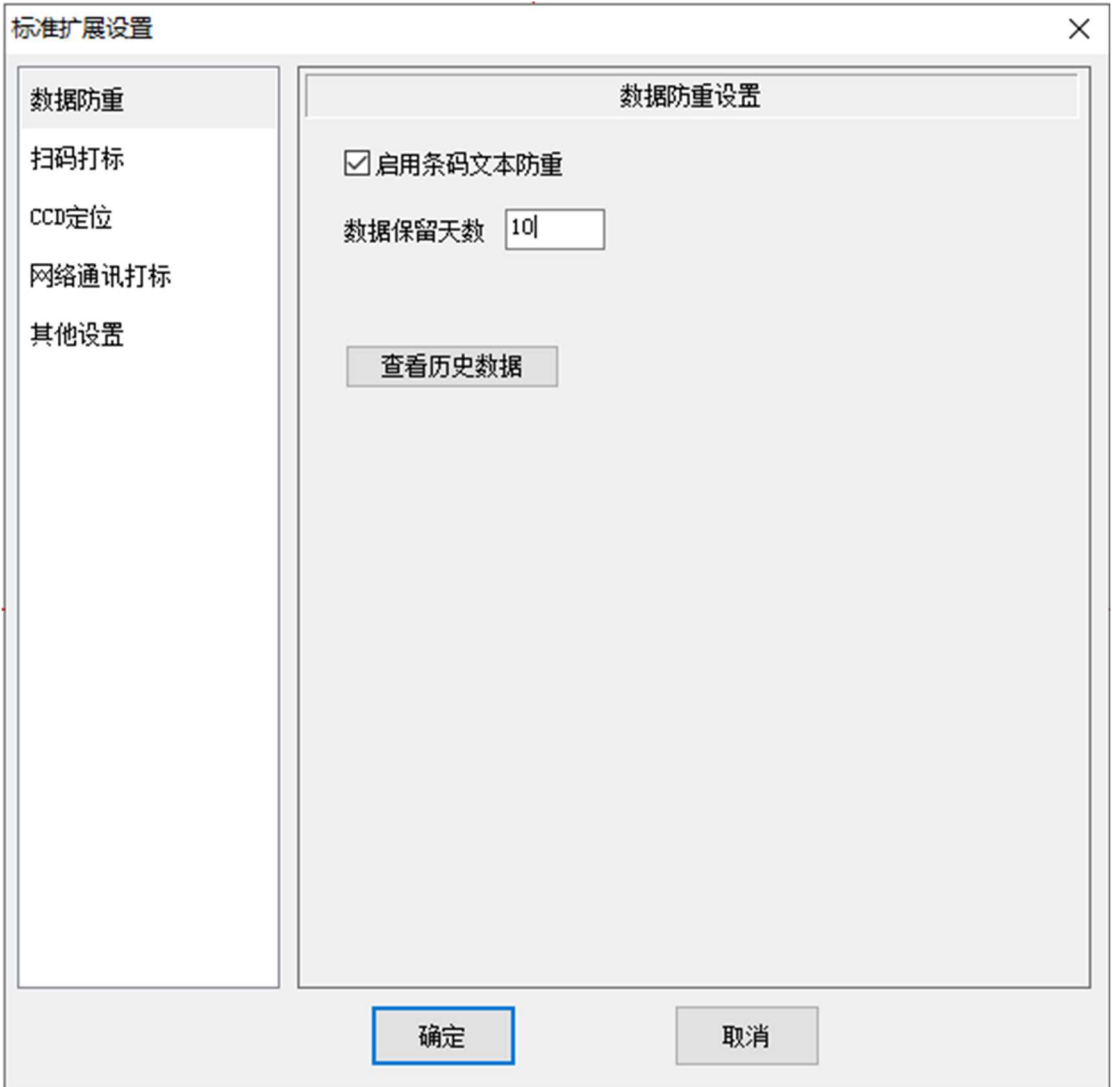 标准扩展设置
数据防重
扫码打标
CCD定位
网络通讯打标
其他设置
数据防重设置
启用条码文本防重
数据保留天数 10
查看历史数据
确定
取消